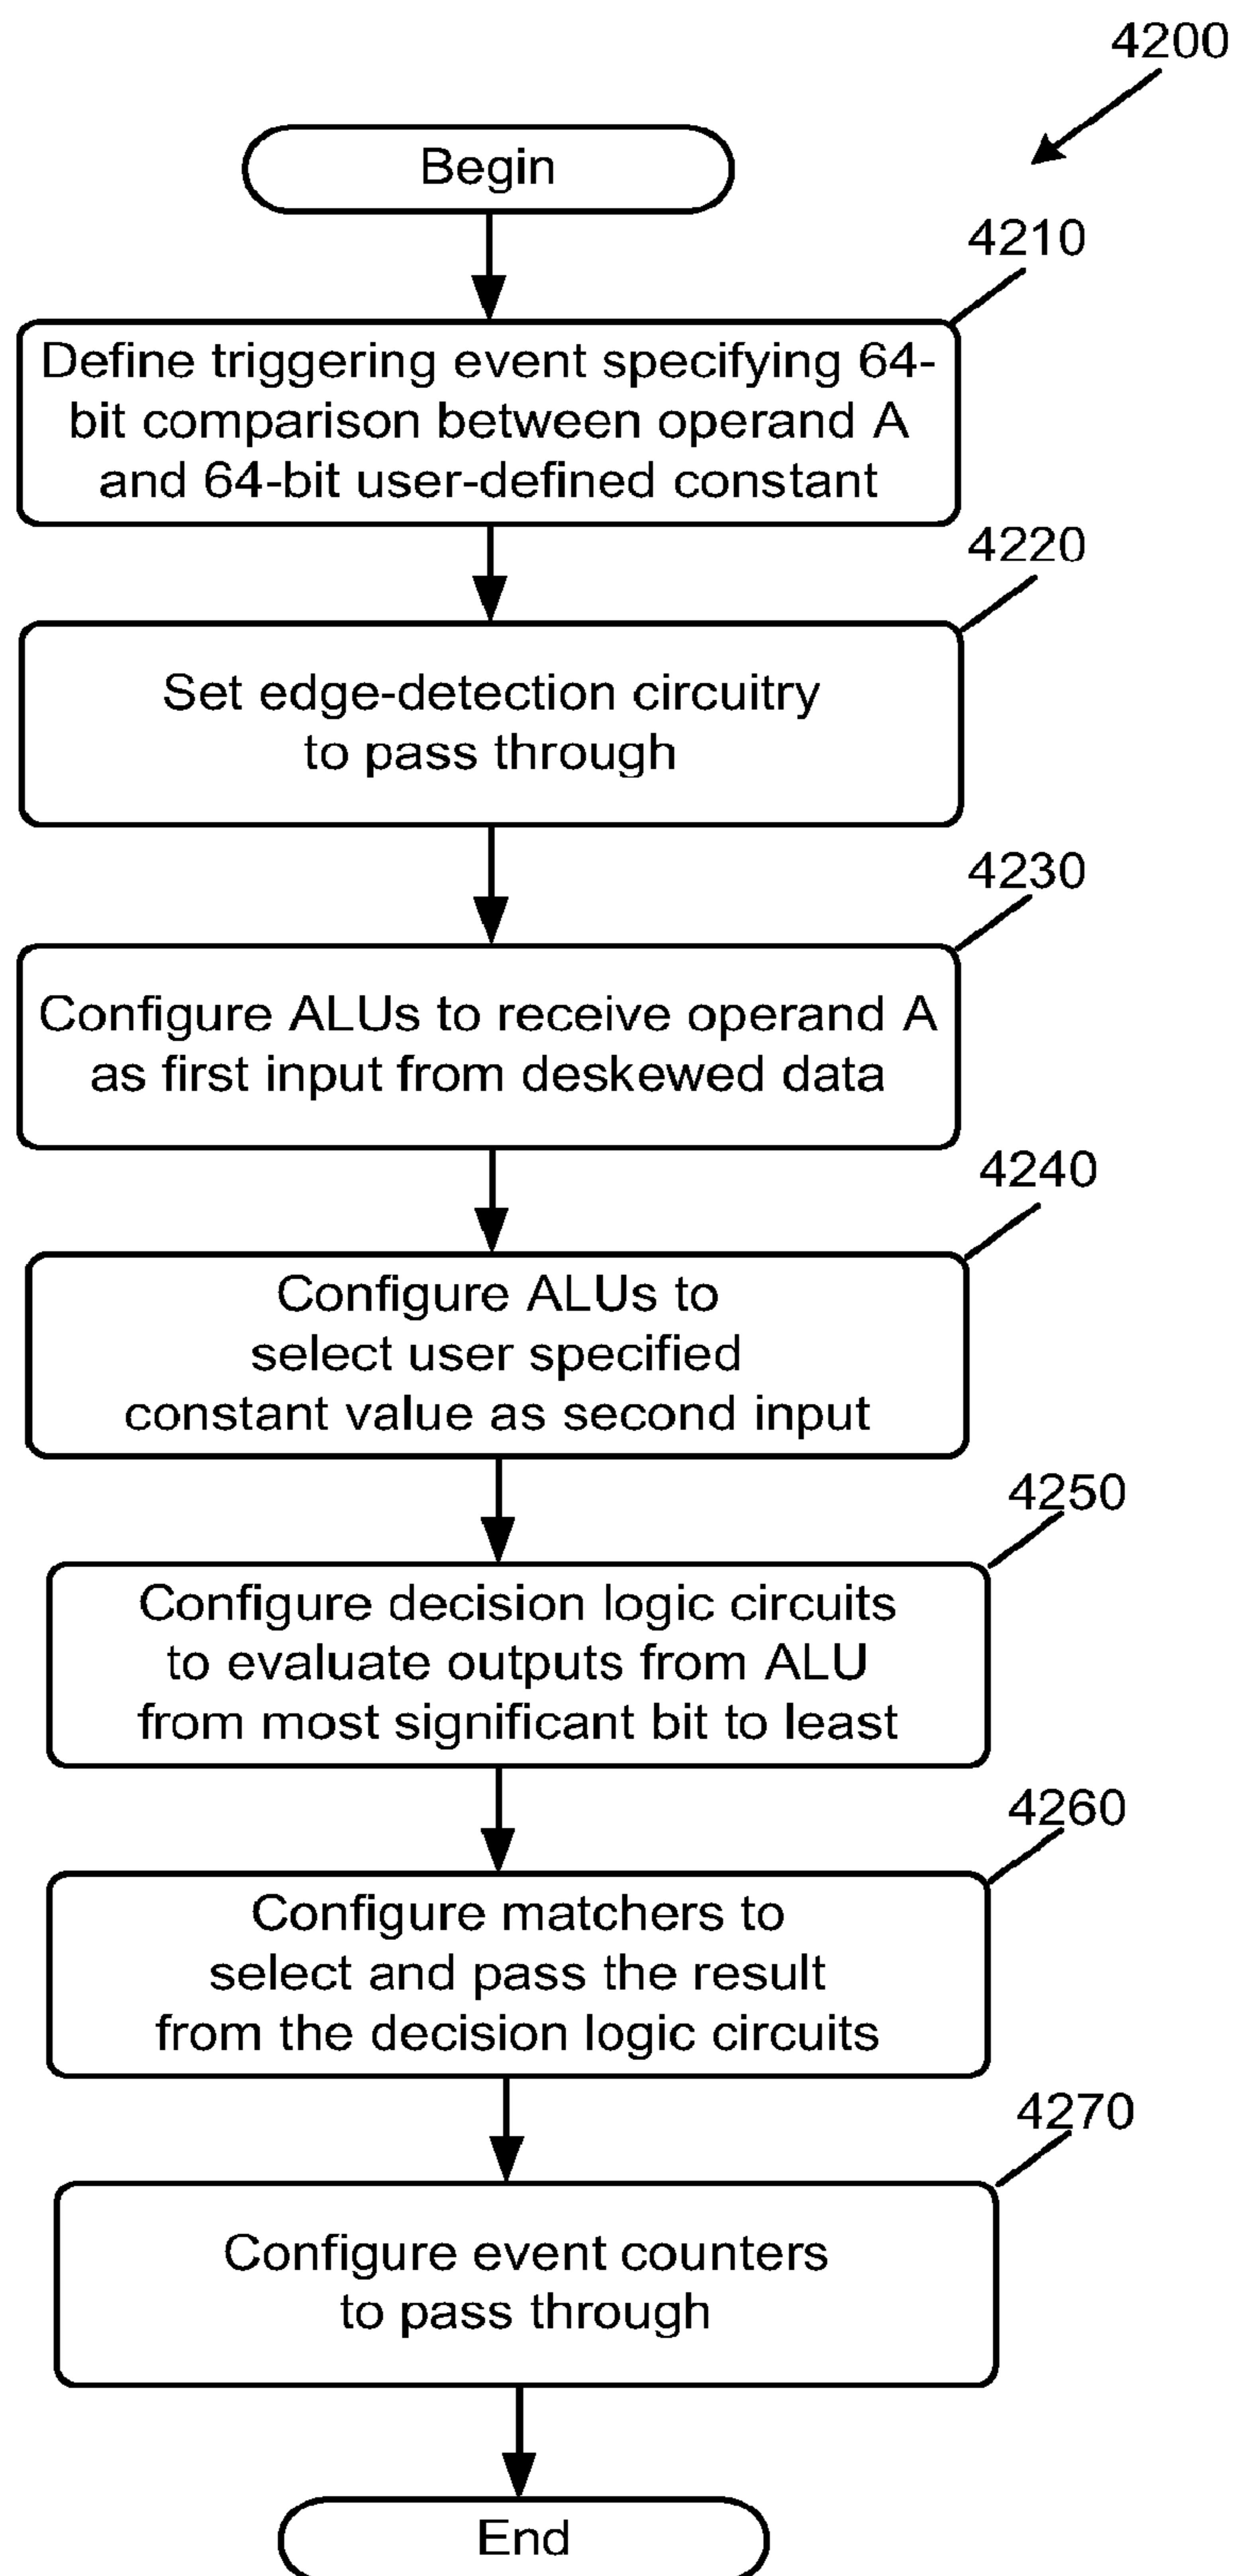 4200
Begin
4210
Define triggering event specifying 64-
bit comparison between operand A
and 64-bit user-defined constant
4220
Set edge-detection circuitry
to pass through
4230
Configure ALUs to receive operand A
as first input from deskewed data
4240
Configure ALUs to
select user specified
constant value as second input
4250
Configure decision logic circuits
to evaluate outputs from ALU
from most significant bit to least
4260
Configure matchers to
select and pass the result
from the decision logic circuits
4270
Configure event counters
to pass through
End